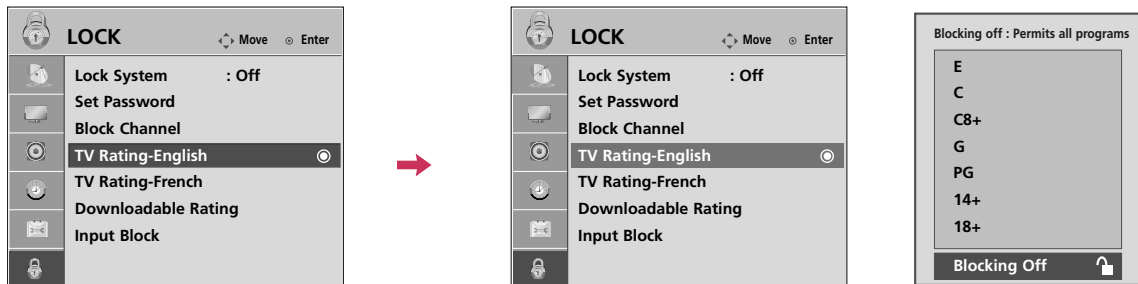 LOCK
Move Enter
Lock System : Off
Set Password
Block Channel
TV Rating-English
TV Rating-French
Downloadable Rating
Input Block
LOCK
Move Enter
Lock System : Off
Set Password
Block Channel
TV Rating-English
TV Rating-French
Downloadable Rating
Input Block
Blocking off : Permits all programs
E
C
C8+
G
PG
14+
18+
Blocking Off